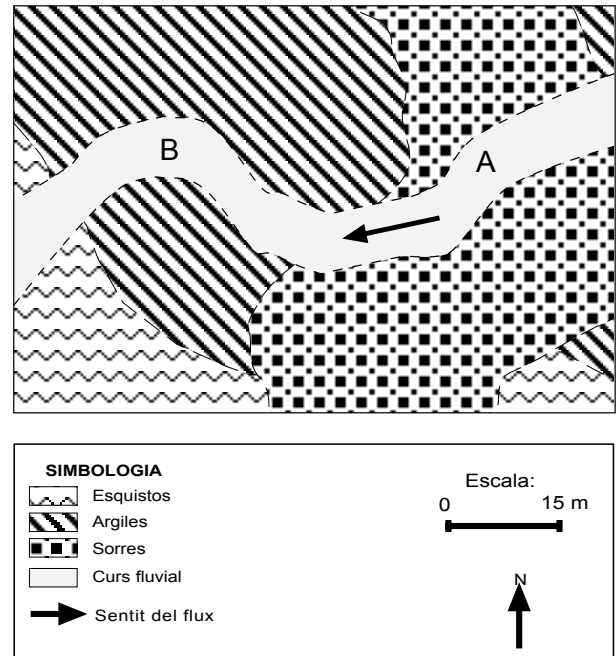 B
A
SIMBOLOGIA
Esquistos
Argiles
Sorres
Curs fluvial
Sentit del flux
Escala:
0 15 m
N